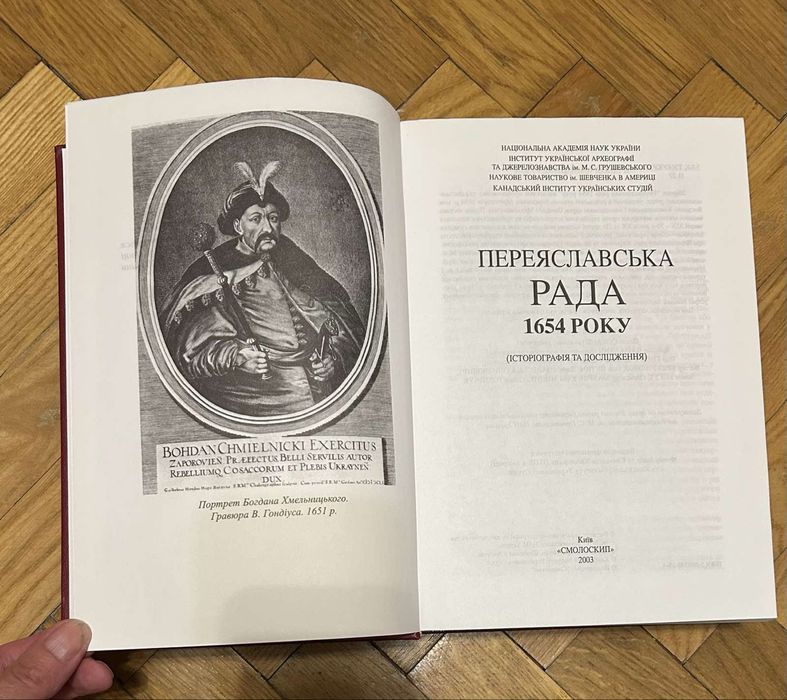 BOHDAN CHMIELNICKI EXERCITUS
ZAPOROVIEŃ. PRÆFECTUS, BELLI SERVILIS AUTOR
REBELLIUMQ. COSACCORUM ET PLEBIS UKRAYNEŃ
DUX
Портрет Богдана Хмельницького.
Гравюра В. Гондіуса. 1651 р.
НАЦІОНАЛЬНА АКАДЕМІЯ НАУК УКРАЇНИ
ІНСТИТУТ УКРАЇНСЬКОЇ АРХЕОГРАФІЇ
ТА ДЖЕРЕЛОЗНАВСТВА ім. М. С. ГРУШЕВСЬКОГО
НАУКОВЕ ТОВАРИСТВО ім. ШЕВЧЕНКА В АМЕРИЦІ
КАНАДСЬКИЙ ІНСТИТУТ УКРАЇНСЬКИХ СТУДІЙ
ПЕРЕЯСЛАВСЬКА
РАДА
1654 РОКУ
(ІСТОРІОГРАФІЯ ТА ДОСЛІДЖЕННЯ)
Київ
«СМОЛОСКИП»
2003